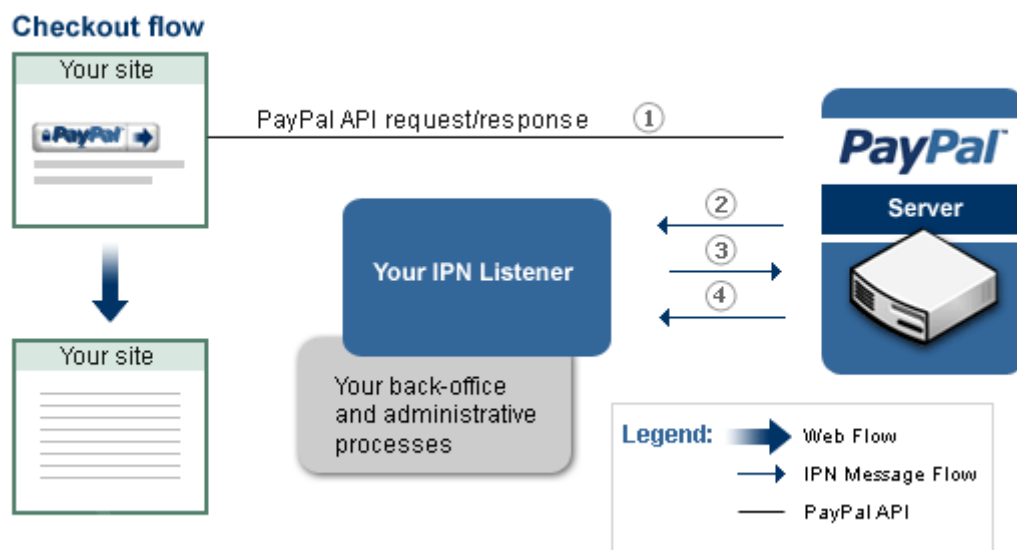 Checkout flow
Your site
PayPal
PayPal API request/response 1
PayPal™
Server
2
3
4
Your IPN Listener
Your site
Your back-office
and administrative
processes
Legend:
Web Flow
IPN Message Flow
PayPal API